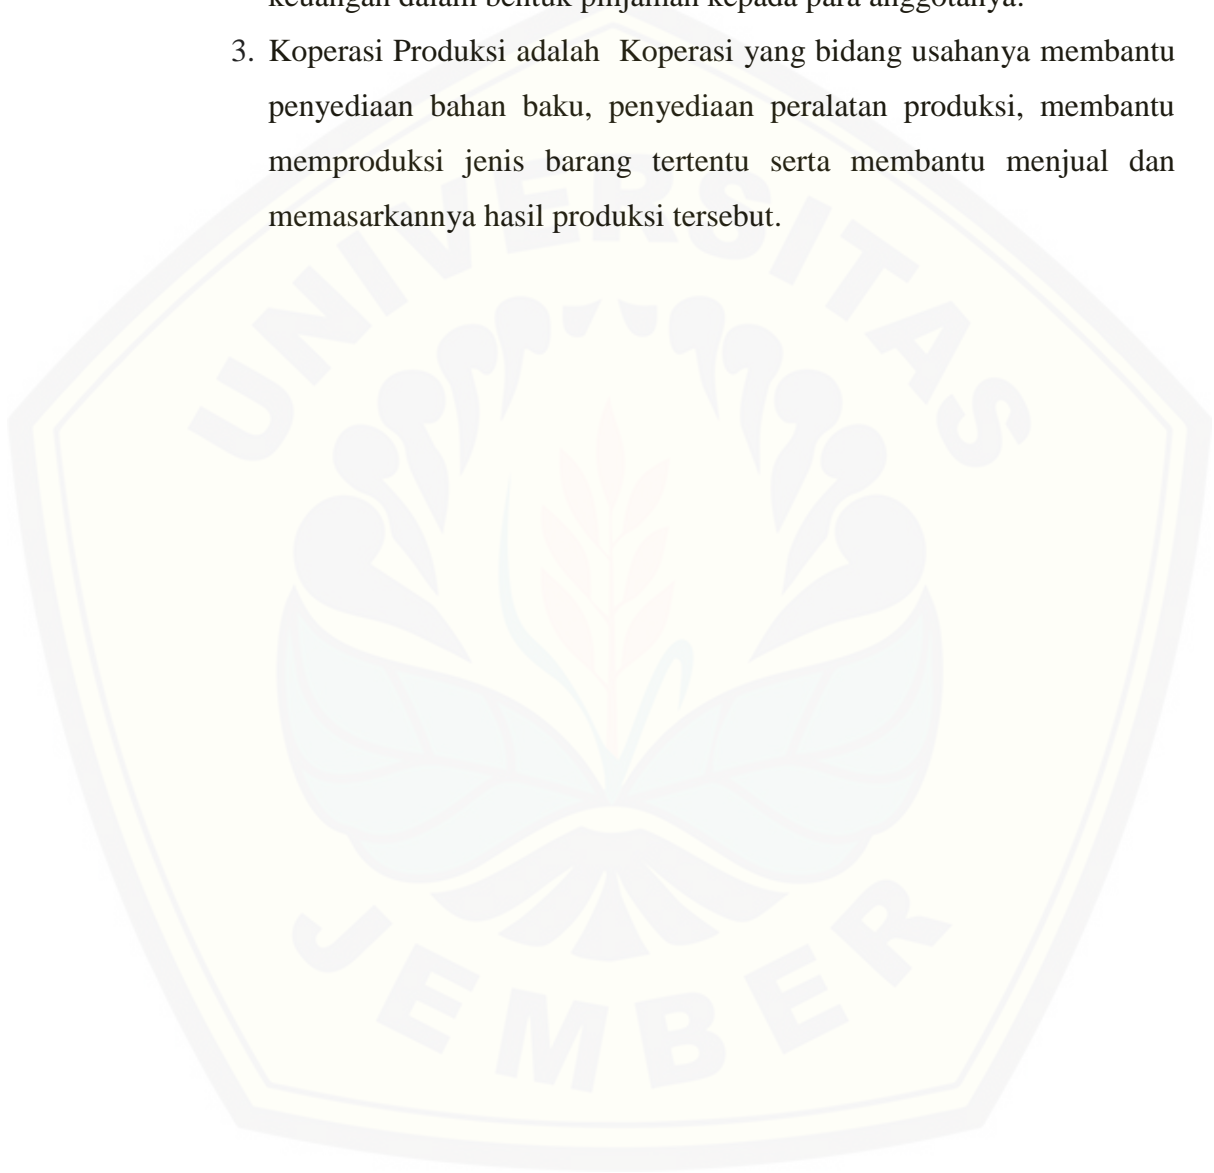 keuangan dalam bentuk pinjaman kepada para anggotanya.
3. Koperasi Produksi adalah Koperasi yang bidang usahanya membantu
penyediaan bahan baku, penyediaan peralatan produksi, membantu
memproduksi jenis barang tertentu serta membantu menjual dan
memasarkannya hasil produksi tersebut.
UNIVERSITAS
JEMBER